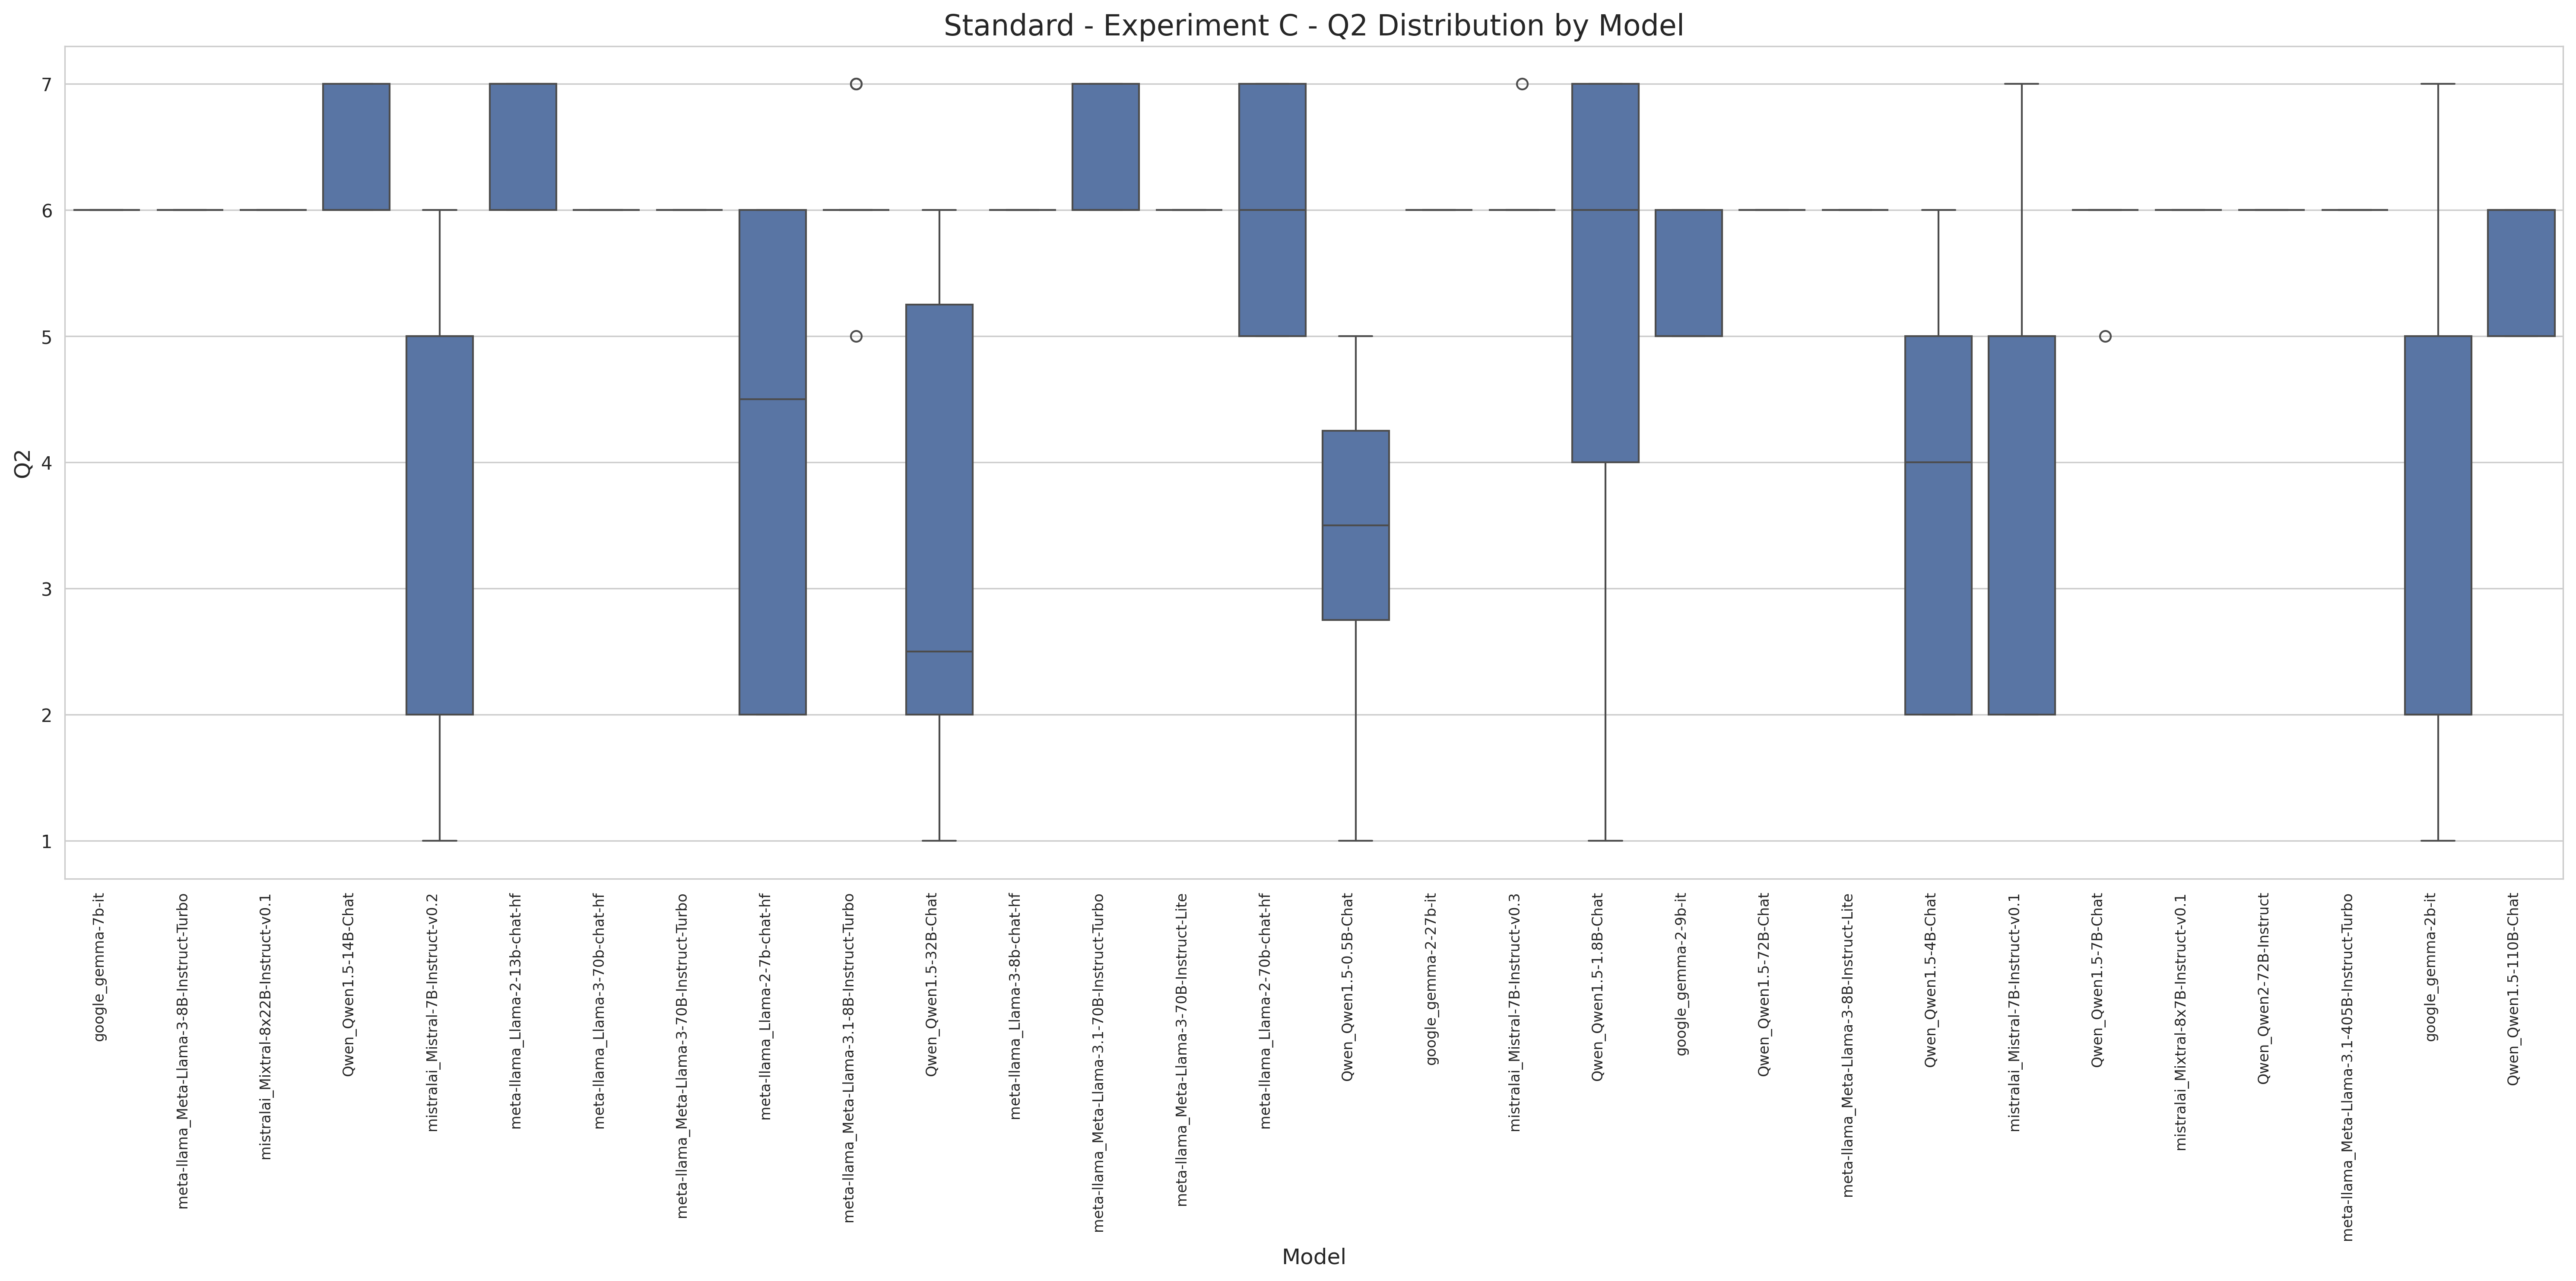 Standard - Experiment C - Q2 Distribution by Model
Q2
7
6
5
4
3
2
1
google_gemma-7b-it
meta-llama_Meta-Llama-3-8B-Instruct-Turbo
mistralai_Mixtral-8x22B-Instruct-v0.1
Qwen_Qwen1.5-14B-Chat
mistralai_Mistral-7B-Instruct-v0.2
meta-llama_Llama-2-13b-chat-hf
meta-llama_Llama-3-70b-chat-hf
meta-llama_Meta-Llama-3-70B-Instruct-Turbo
meta-llama_Llama-2-7b-chat-hf
meta-llama_Meta-Llama-3.1-8B-Instruct-Turbo
Qwen_Qwen1.5-32B-Chat
meta-llama_Llama-3-8b-chat-hf
meta-llama_Meta-Llama-3.1-70B-Instruct-Turbo
meta-llama_Meta-Llama-3-70B-Instruct-Lite
meta-llama_Llama-2-70b-chat-hf
Qwen_Qwen1.5-0.5B-Chat
google_gemma-2-27b-it
mistralai_Mistral-7B-Instruct-v0.3
Qwen_Qwen1.5-1.8B-Chat
google_gemma-2-9b-it
Qwen_Qwen1.5-72B-Chat
meta-llama_Meta-Llama-3-8B-Instruct-Lite
Qwen_Qwen1.5-4B-Chat
mistralai_Mistral-7B-Instruct-v0.1
Qwen_Qwen1.5-7B-Chat
mistralai_Mixtral-8x7B-Instruct-v0.1
Qwen_Qwen2-72B-Instruct
meta-llama_Meta-Llama-3.1-405B-Instruct-Turbo
google_gemma-2b-it
Qwen_Qwen1.5-110B-Chat
Model